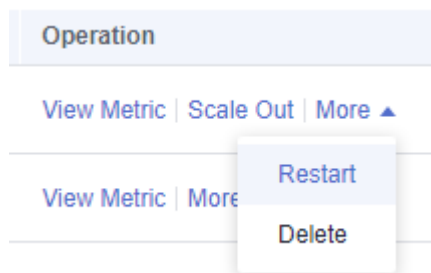 Operation
View Metric | Scale Out | More ▲
Restart
View Metric | More
Delete